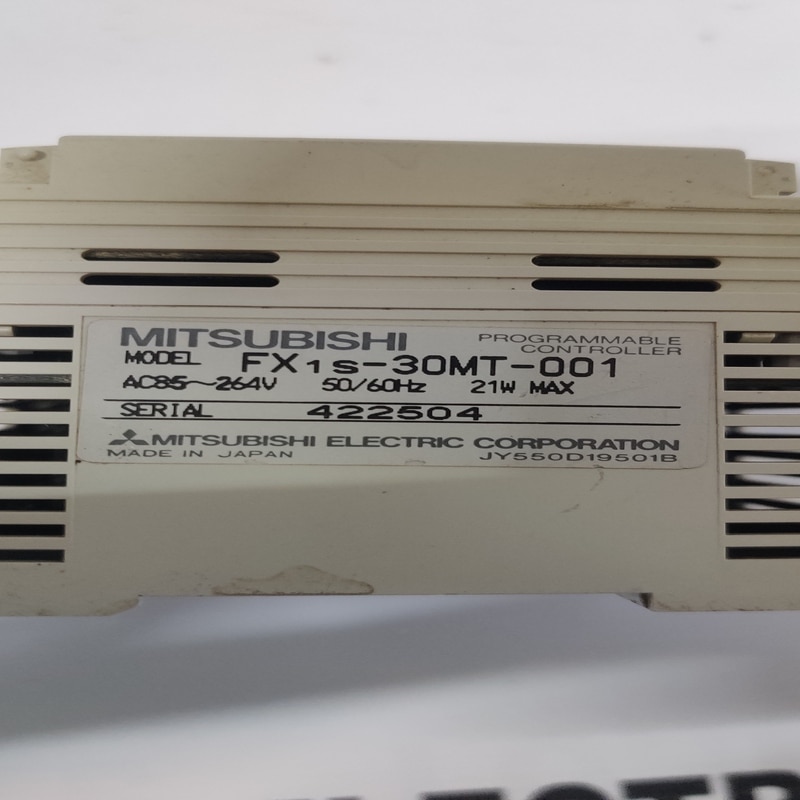 MITSUBISHI
PROGRAMMABLE
CONTROLLER
MODEL FX1s-30MT-001
AC85～264V 50/60Hz 21W MAX
SERIAL 422504
MITSUBISHI ELECTRIC CORPORATION
MADE IN JAPAN JY550D19501B